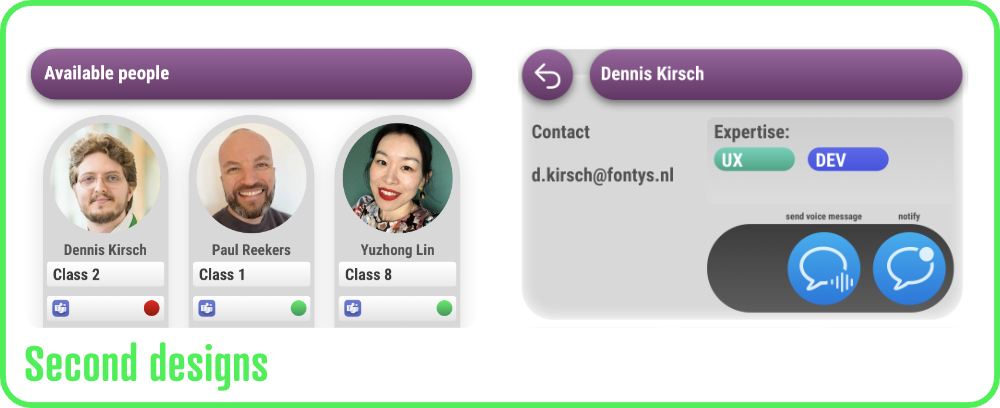 Available people
Dennis Kirsch
Class 2
Paul Reekers
Class 1
Yuzhong Lin
Class 8
Dennis Kirsch
Contact
d.kirsch@fontys.nl
Expertise:
UX DEV
send voice message notify
Second designs